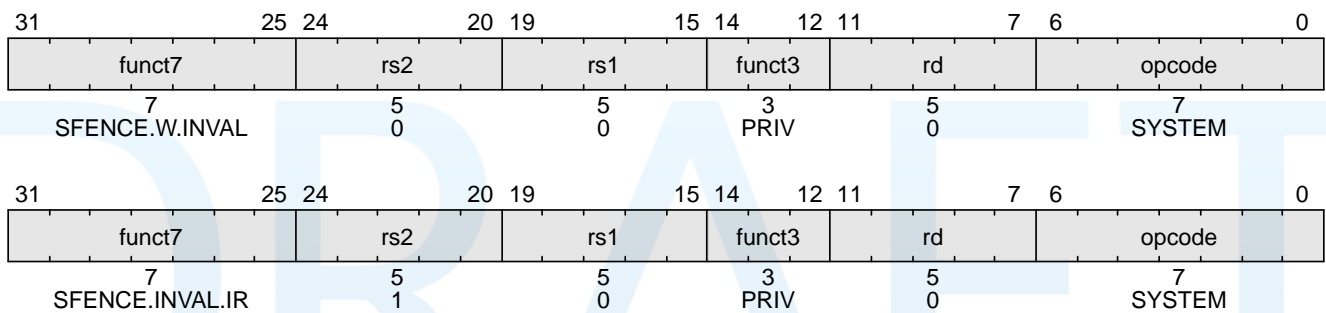 31 25 24 20 19 15 14 12 11 7 6 0
funct7 rs2 rs1 funct3 rd opcode
7 5 5 3 5 7
SFENCE.W.INVAL 0 0 PRIV 0 SYSTEM
31 25 24 20 19 15 14 12 11 7 6 0
funct7 rs2 rs1 funct3 rd opcode
7 5 5 3 5 7
SFENCE.INVAL.IR 1 0 PRIV 0 SYSTEM
DRAFT